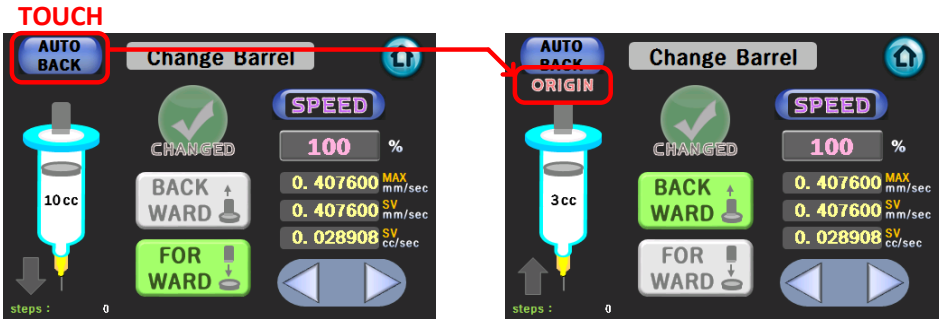 TOUCH
AUTO
BACK
Change Barrel
SPEED
CHANGED
100 %
10cc
BACK
WARD
0. 407600 MAX mm/sec
0. 407600 SV mm/sec
0. 028908 SV cc/sec
FOR
WARD
steps : 0
AUTO
BACK
ORIGIN
Change Barrel
SPEED
CHANGED
100 %
3cc
BACK
WARD
0. 407600 MAX mm/sec
0. 407600 SV mm/sec
0. 028908 SV cc/sec
FOR
WARD
steps : 0